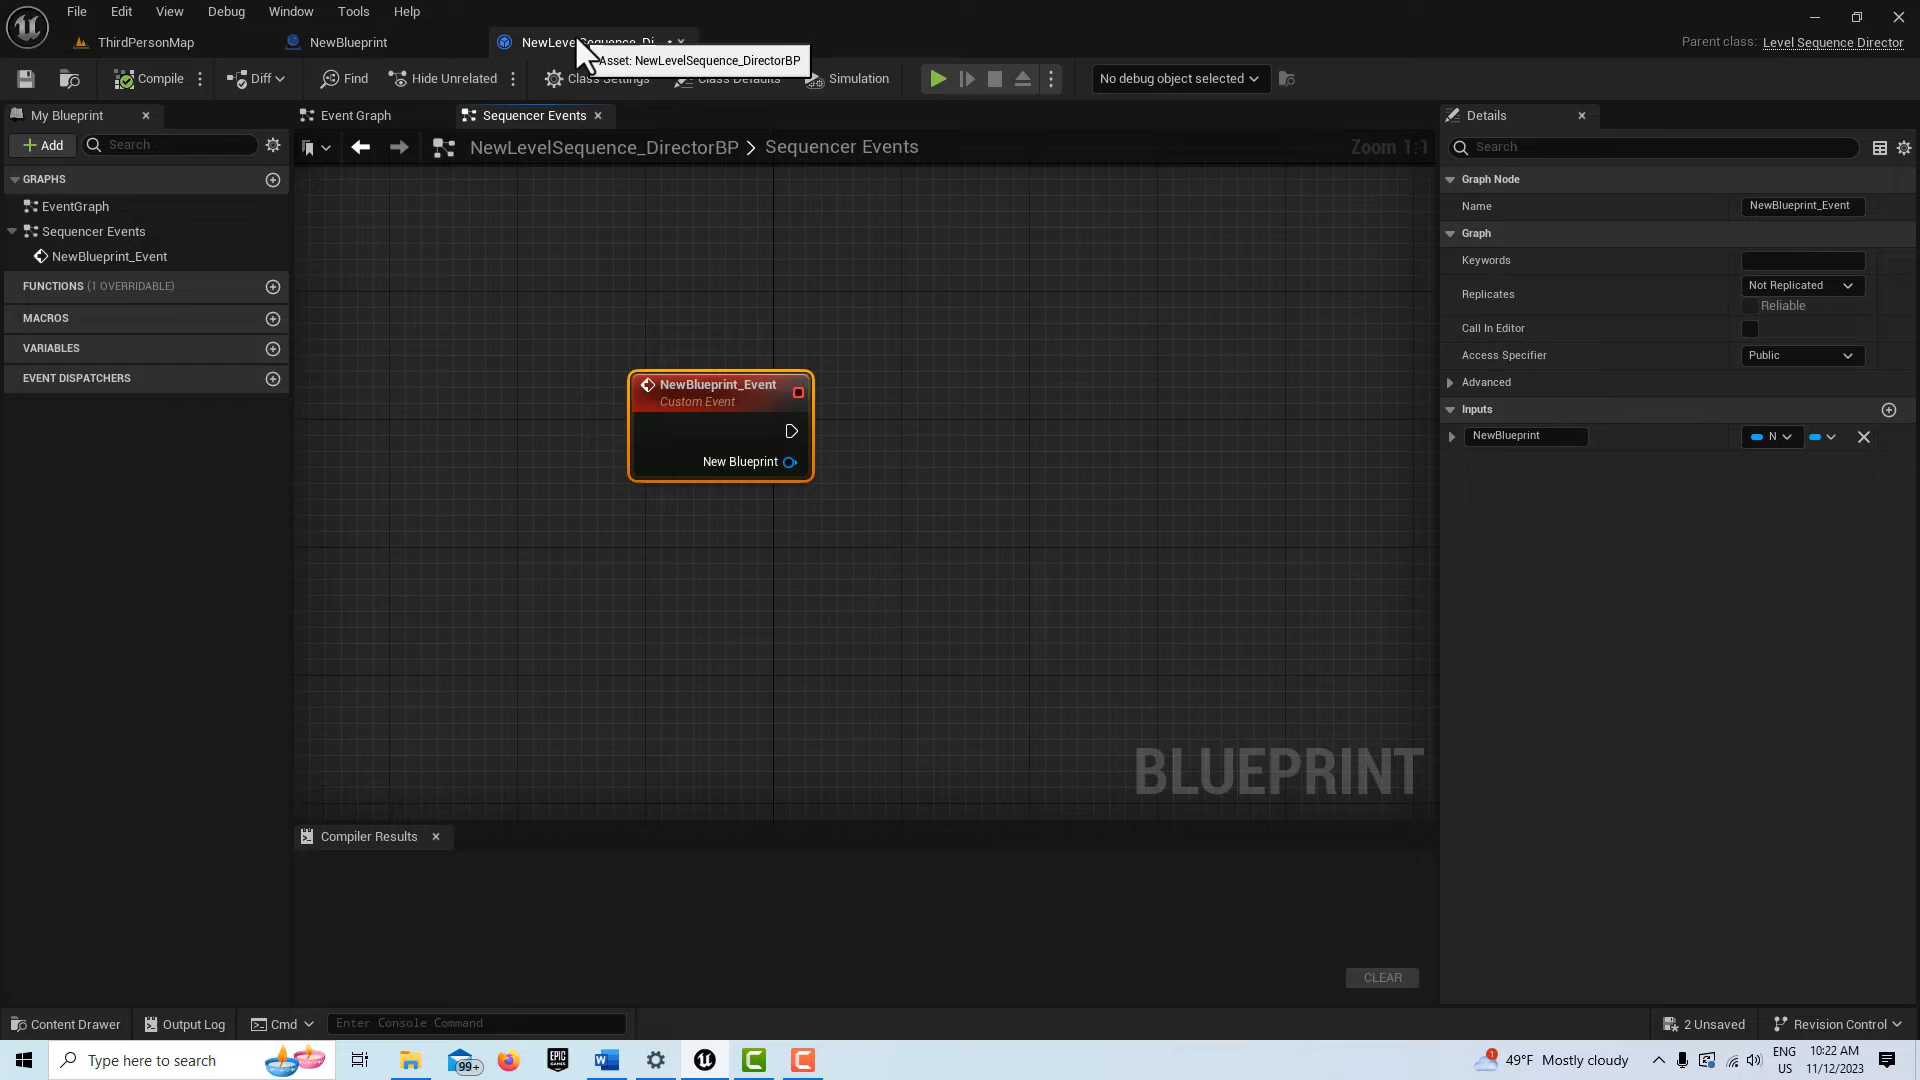 File Edit View Debug Window Tools Help
ThirdPersonMap NewBlueprint
Parent class: Level Sequence Director
Asset: NewLevelSequence_DirectorBP
Compile Diff Find Hide Unrelated Simulation No debug object selected
My Blueprint Event Graph Sequencer Events Details
Add Search NewLevelSequence_DirectorBP > Sequencer Events Zoom 1:1 Search
GRAPHS
EventGraph
Sequencer Events
NewBlueprint_Event
FUNCTIONS (1 OVERRIDABLE)
MACROS
VARIABLES
EVENT DISPATCHERS
NewBlueprint_Event
Custom Event
New Blueprint
BLUEPRINT
Graph Node
Name NewBlueprint_Event
Graph
Keywords
Replicates Not Replicated
Reliable
Call In Editor
Access Specifier Public
Advanced
Inputs
NewBlueprint N
Compiler Results
CLEAR
Content Drawer Output Log Cmd Enter Console Command 2 Unsaved Revision Control
Type here to search 99+ EPIC GAMES 1 49°F Mostly cloudy ENG US 10:22 AM 11/12/2023